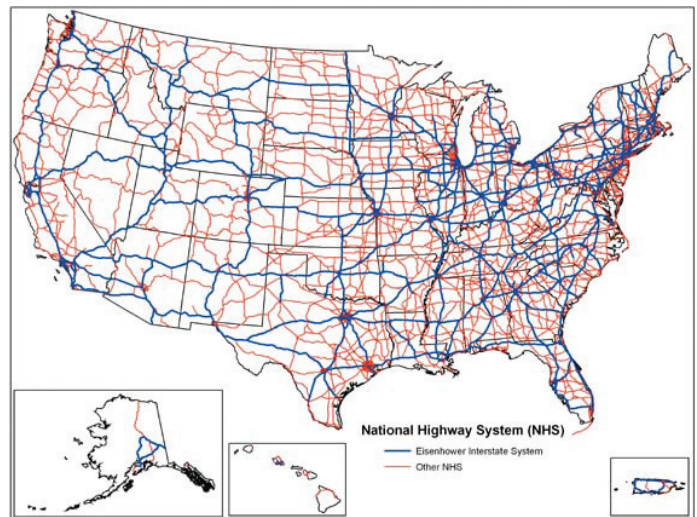 National Highway System (NHS)
Eisenhower Interstate System
Other NHS